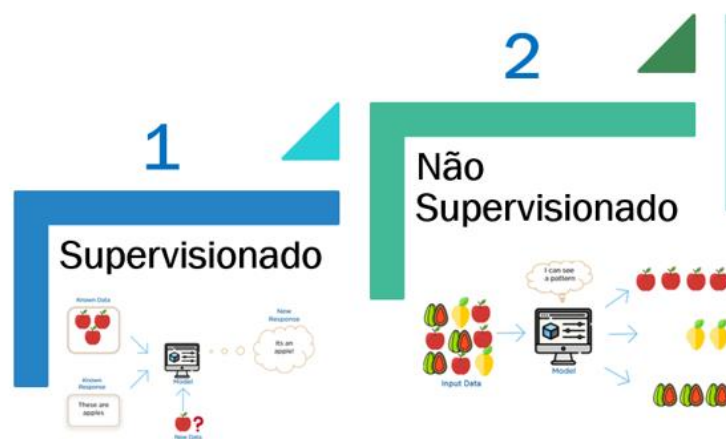 1
Supervisionado
Known Data
Known
Response
These are
apples
Model
?
New Data
New
Response
Its an
apple!
2
Não
Supervisionado
I can see
a pattern
Input Data
Model